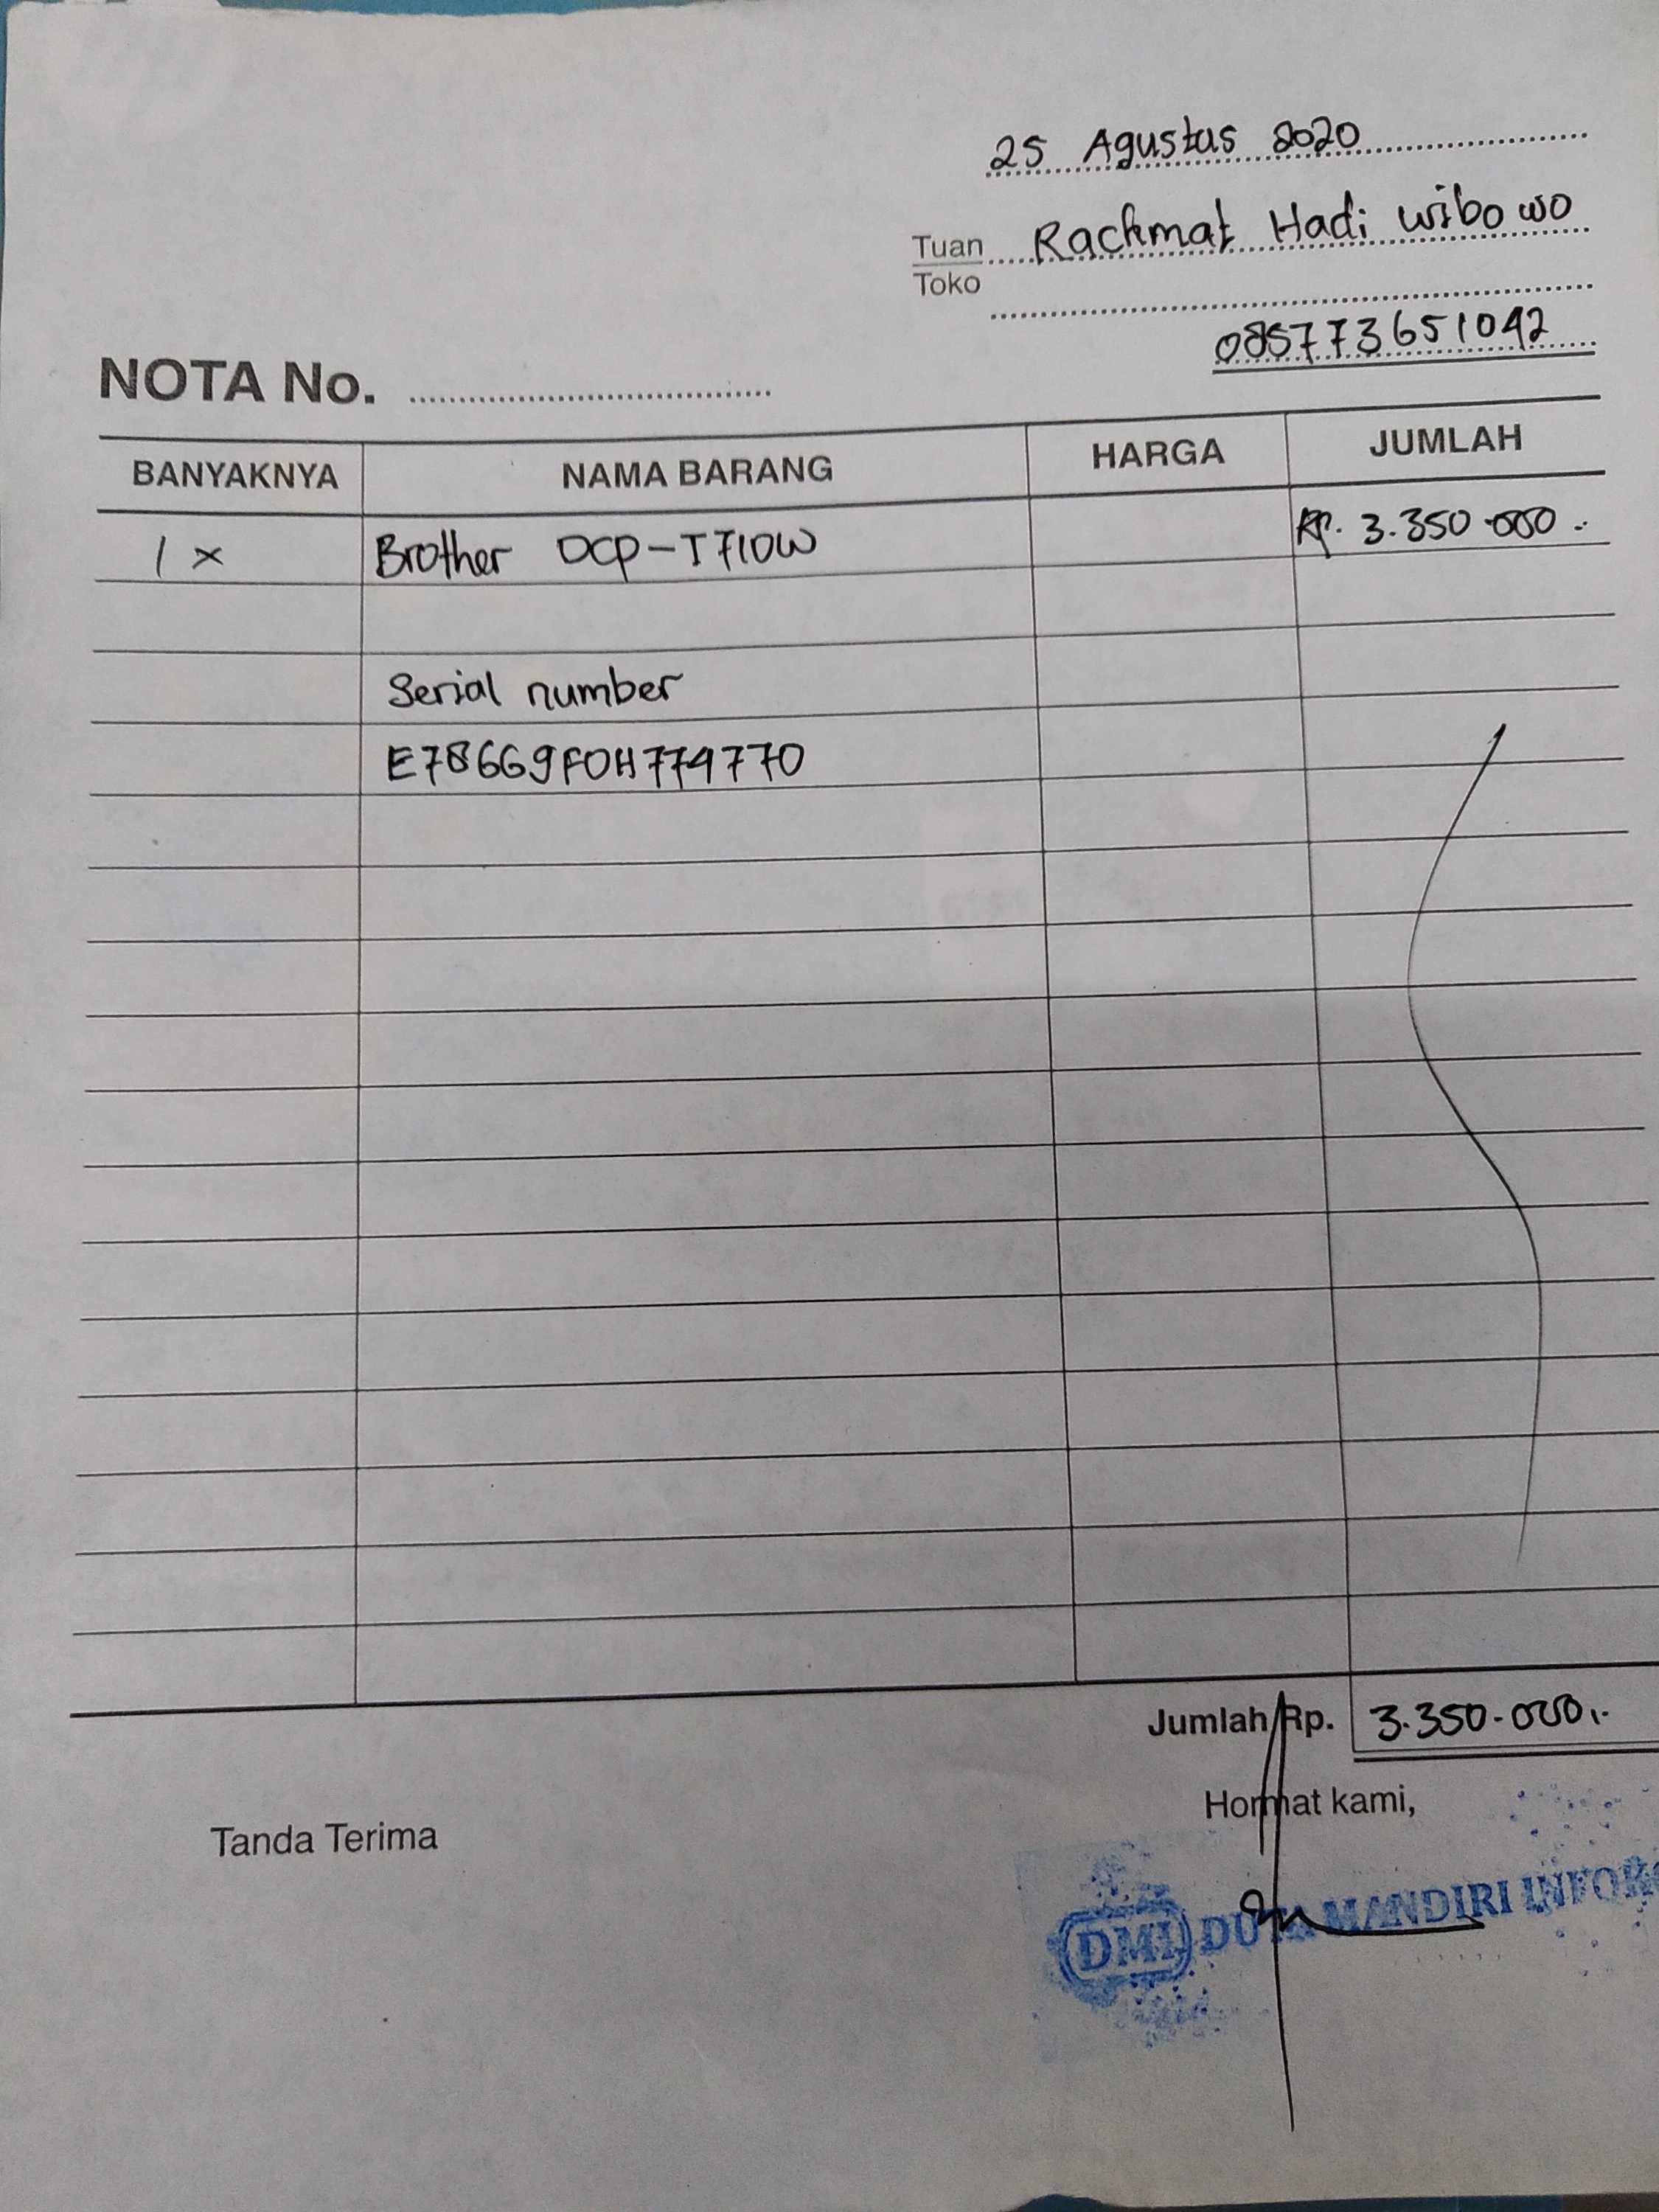 25 Agustus 2020
Tuan Rachmat Hadi wibowo
Toko
085773651042
NOTA No.
BANYAKNYA NAMA BARANG HARGA JUMLAH
1 x Brother DCP-T710W Rp. 3.350.000.-
Serial number
E78669F0H774770
Jumlah Rp. 3.350.000,-
Hormat kami,
Tanda Terima
DMI DUTA MANDIRI